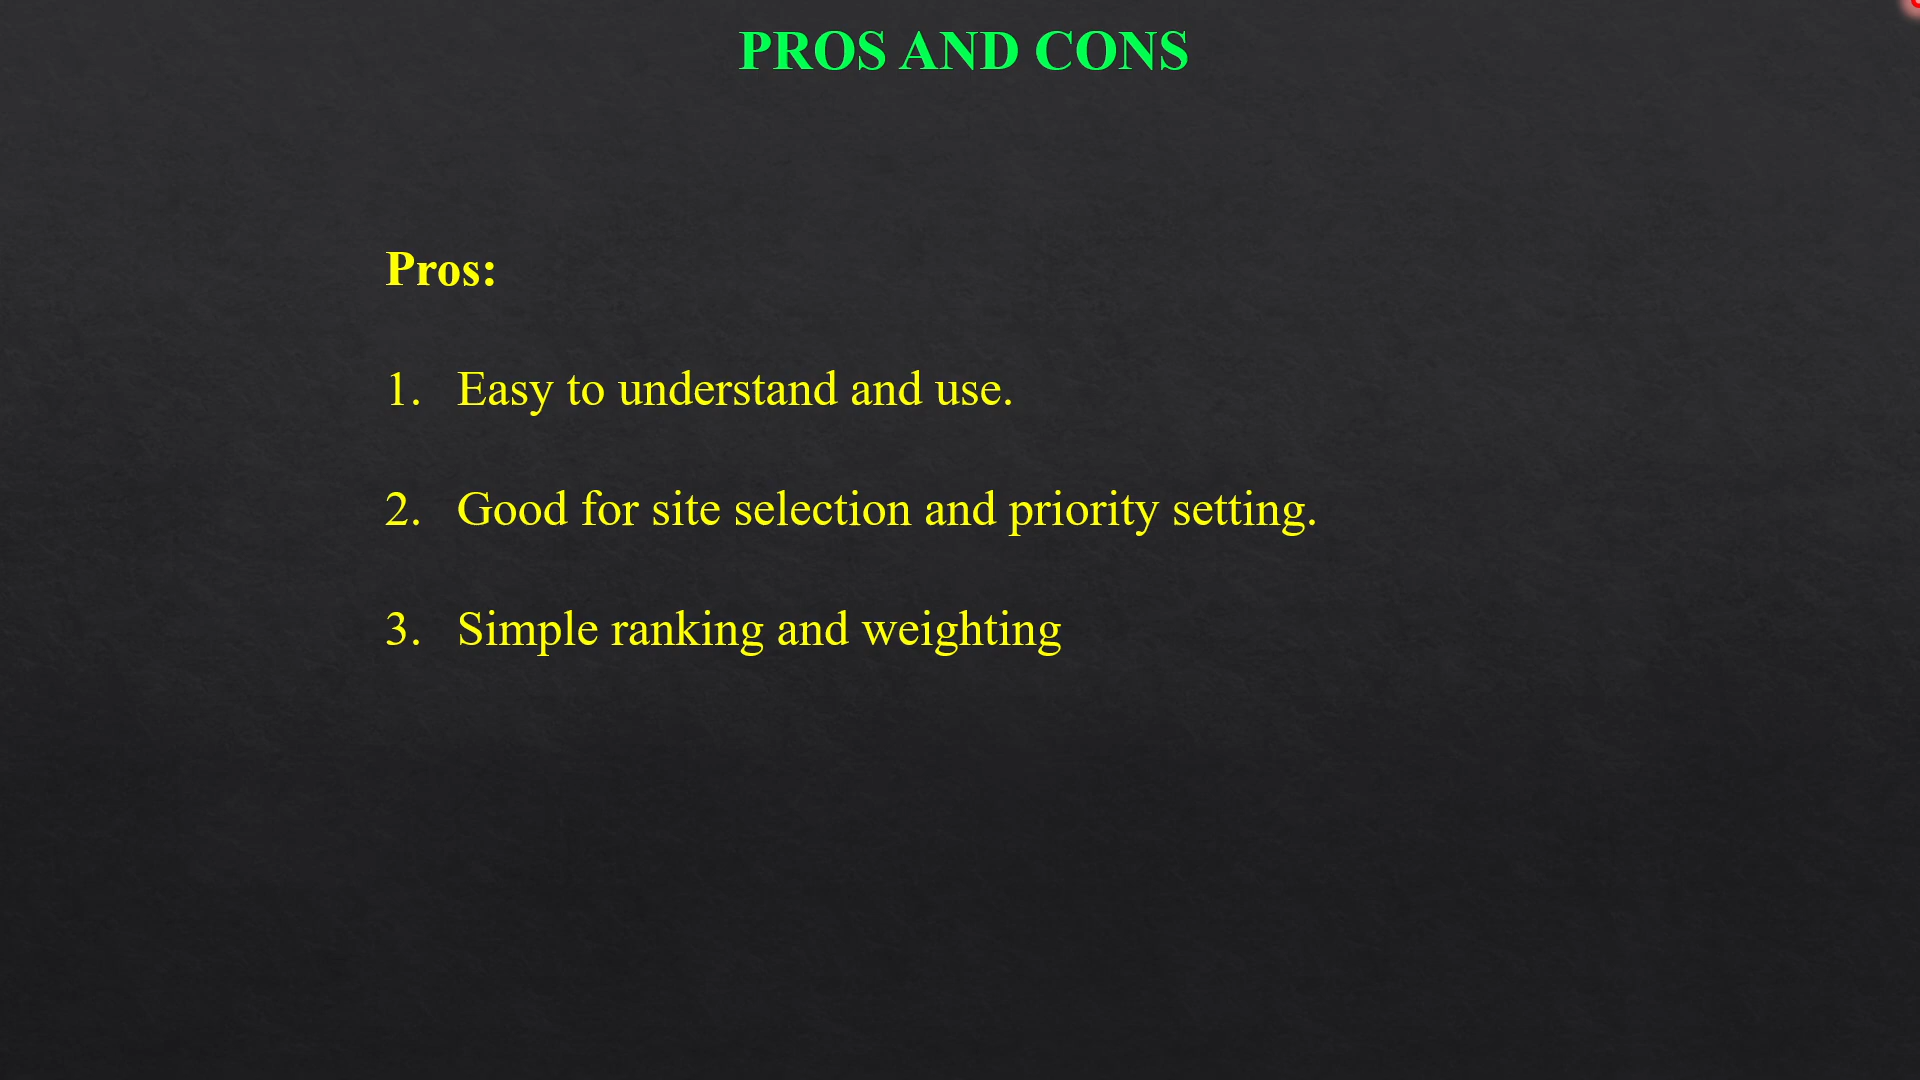 PROS AND CONS
Pros:
1. Easy to understand and use.
2. Good for site selection and priority setting.
3. Simple ranking and weighting